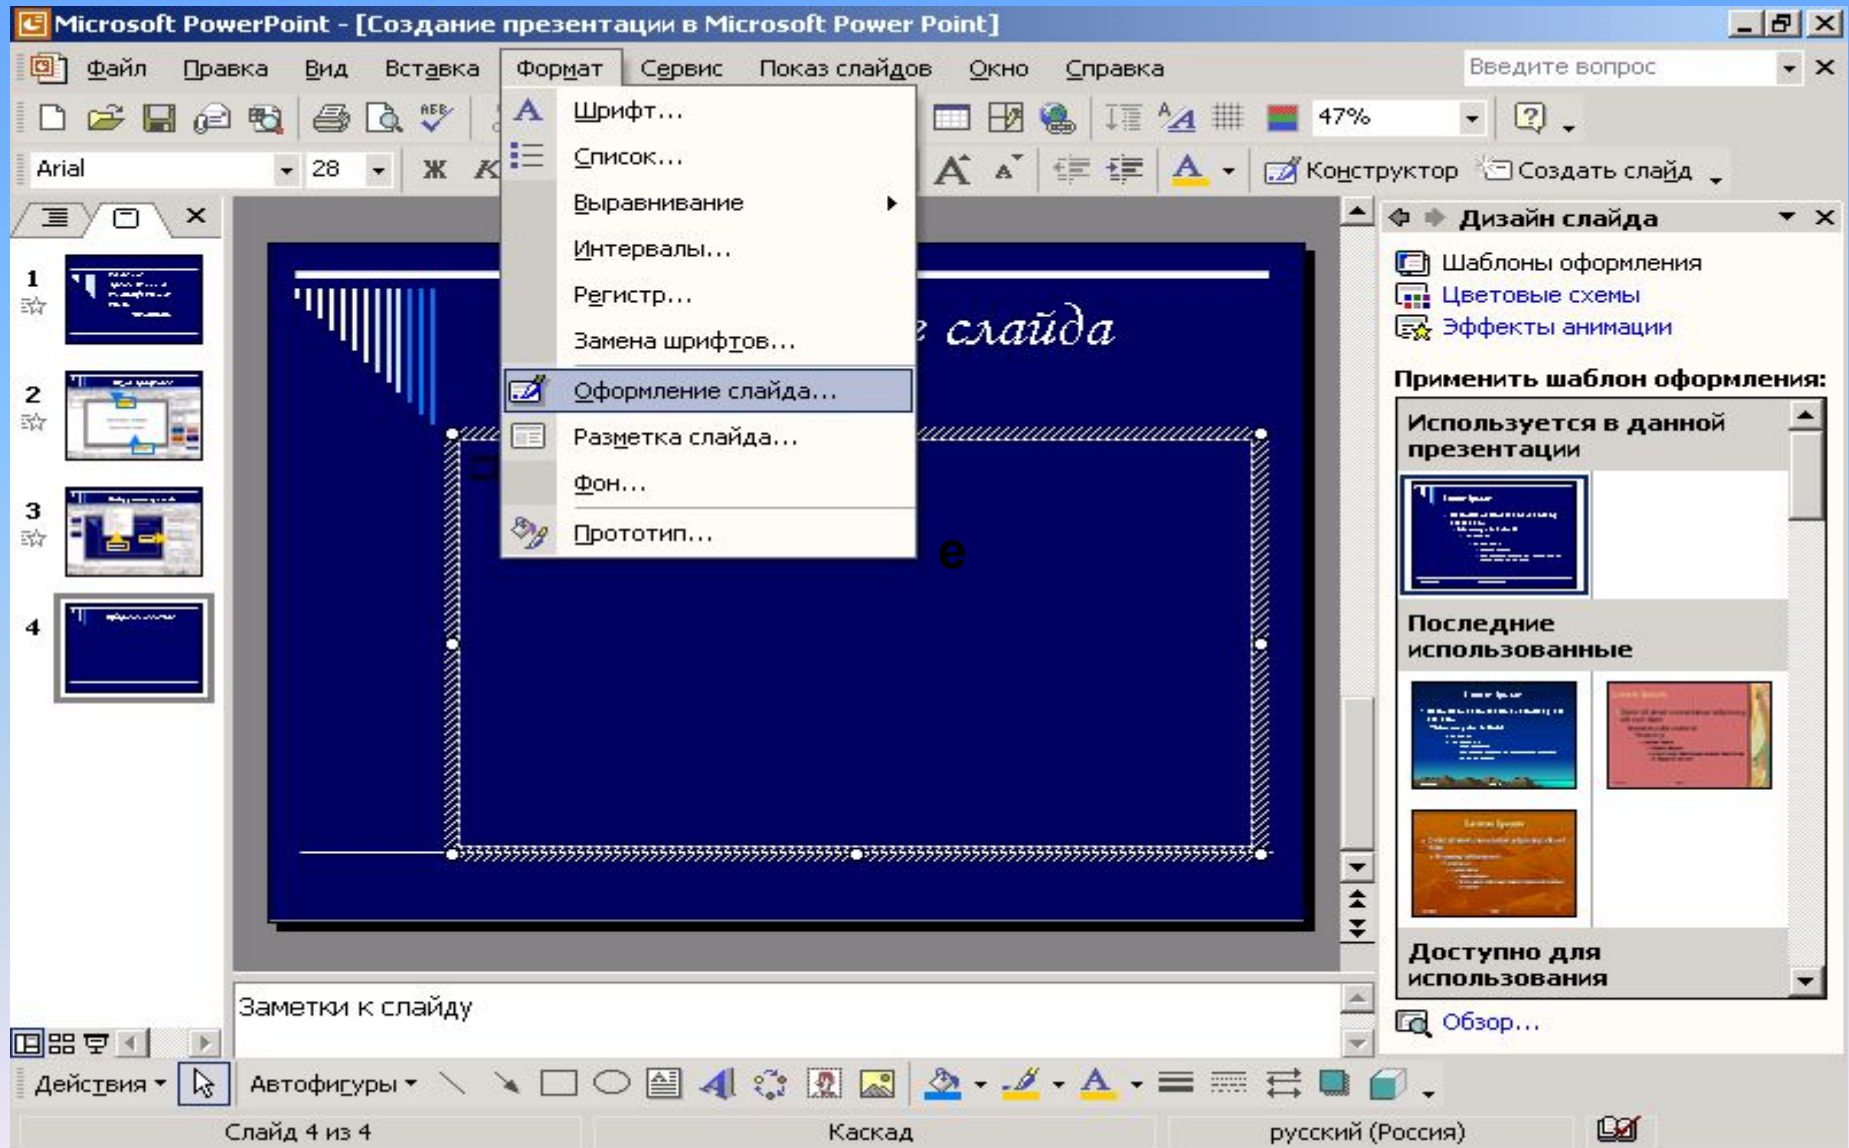 Microsoft PowerPoint - [Создание презентации в Microsoft Power Point]
Файл Правка Вид Вставка Формат Сервис Показ слайдов Окно Справка Введите вопрос
47%
Arial 28 Ж К Конструктор Создать слайд
Шрифт...
Список...
Выравнивание
Интервалы...
Регистр...
Замена шрифтов...
Оформление слайда...
Разметка слайда...
Фон...
Прототип...
1
2
3
4
слайда
е
Заметки к слайду
Дизайн слайда
Шаблоны оформления
Цветовые схемы
Эффекты анимации
Применить шаблон оформления:
Используется в данной
презентации
Последние
использованные
Доступно для
использования
Обзор...
Действия Автофигуры
Слайд 4 из 4 Каскад русский (Россия)